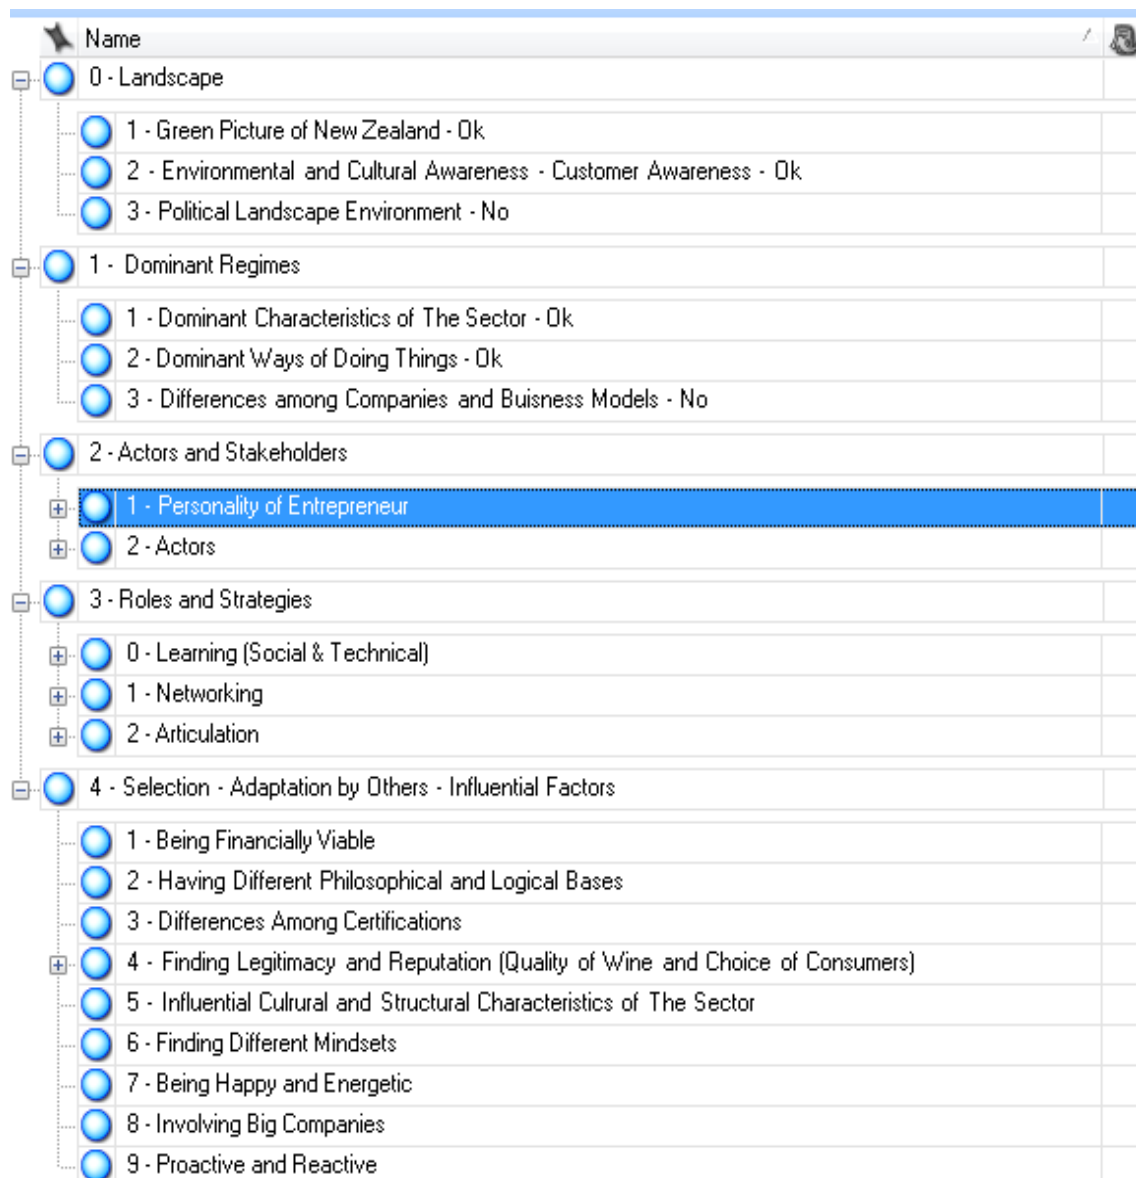 Name
0 - Landscape
1 - Green Picture of New Zealand - Ok
2 - Environmental and Cultural Awareness - Customer Awareness - Ok
3 - Political Landscape Environment - No
1 - Dominant Regimes
1 - Dominant Characteristics of The Sector - Ok
2 - Dominant Ways of Doing Things - Ok
3 - Differences among Companies and Buisness Models - No
2 - Actors and Stakeholders
1 - Personality of Entrepreneur
2 - Actors
3 - Roles and Strategies
0 - Learning (Social & Technical)
1 - Networking
2 - Articulation
4 - Selection - Adaptation by Others - Influential Factors
1 - Being Financially Viable
2 - Having Different Philosophical and Logical Bases
3 - Differences Among Certifications
4 - Finding Legitimacy and Reputation (Quality of Wine and Choice of Consumers)
5 - Influential Culrural and Structural Characteristics of The Sector
6 - Finding Different Mindsets
7 - Being Happy and Energetic
8 - Involving Big Companies
9 - Proactive and Reactive